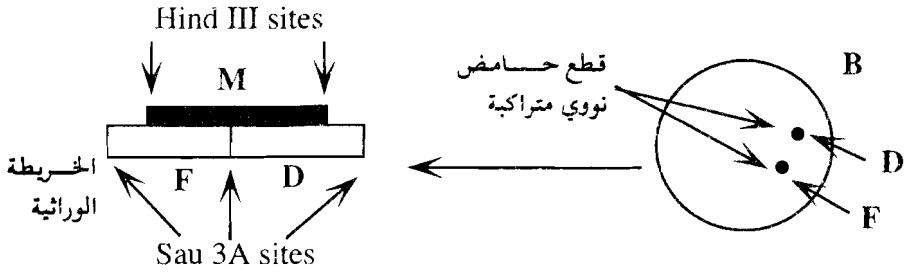 Hind III sites
M
قطع حامض
نووي متراكبة
B
D
F
الخريطة
الوراثية
F D
Sau 3A sites